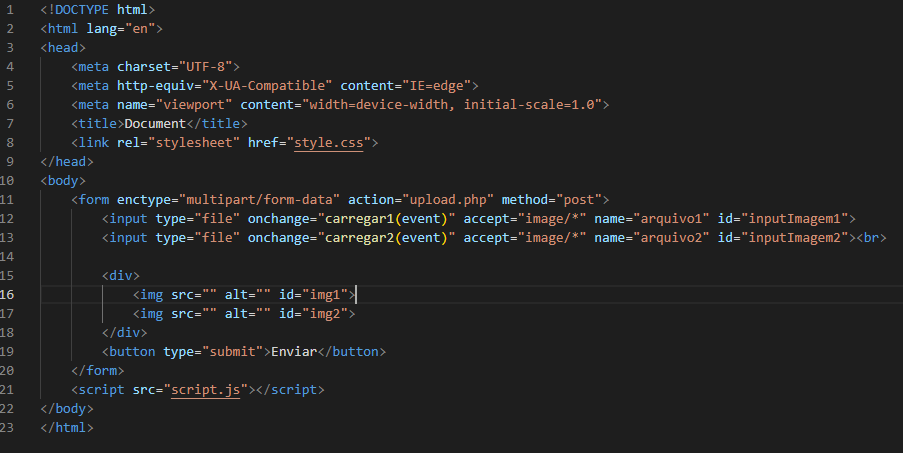 1 <!DOCTYPE html>
2 <html lang="en">
3 <head>
4     <meta charset="UTF-8">
5     <meta http-equiv="X-UA-Compatible" content="IE=edge">
6     <meta name="viewport" content="width=device-width, initial-scale=1.0">
7     <title>Document</title>
8     <link rel="stylesheet" href="style.css">
9 </head>
10 <body>
11     <form enctype="multipart/form-data" action="upload.php" method="post">
12         <input type="file" onchange="carregar1(event)" accept="image/*" name="arquivo1" id="inputImagem1">
13         <input type="file" onchange="carregar2(event)" accept="image/*" name="arquivo2" id="inputImagem2"><br>
14
15         <div>
16             <img src="" alt="" id="img1">
17             <img src="" alt="" id="img2">
18         </div>
19         <button type="submit">Enviar</button>
20     </form>
21     <script src="script.js"></script>
22 </body>
23 </html>